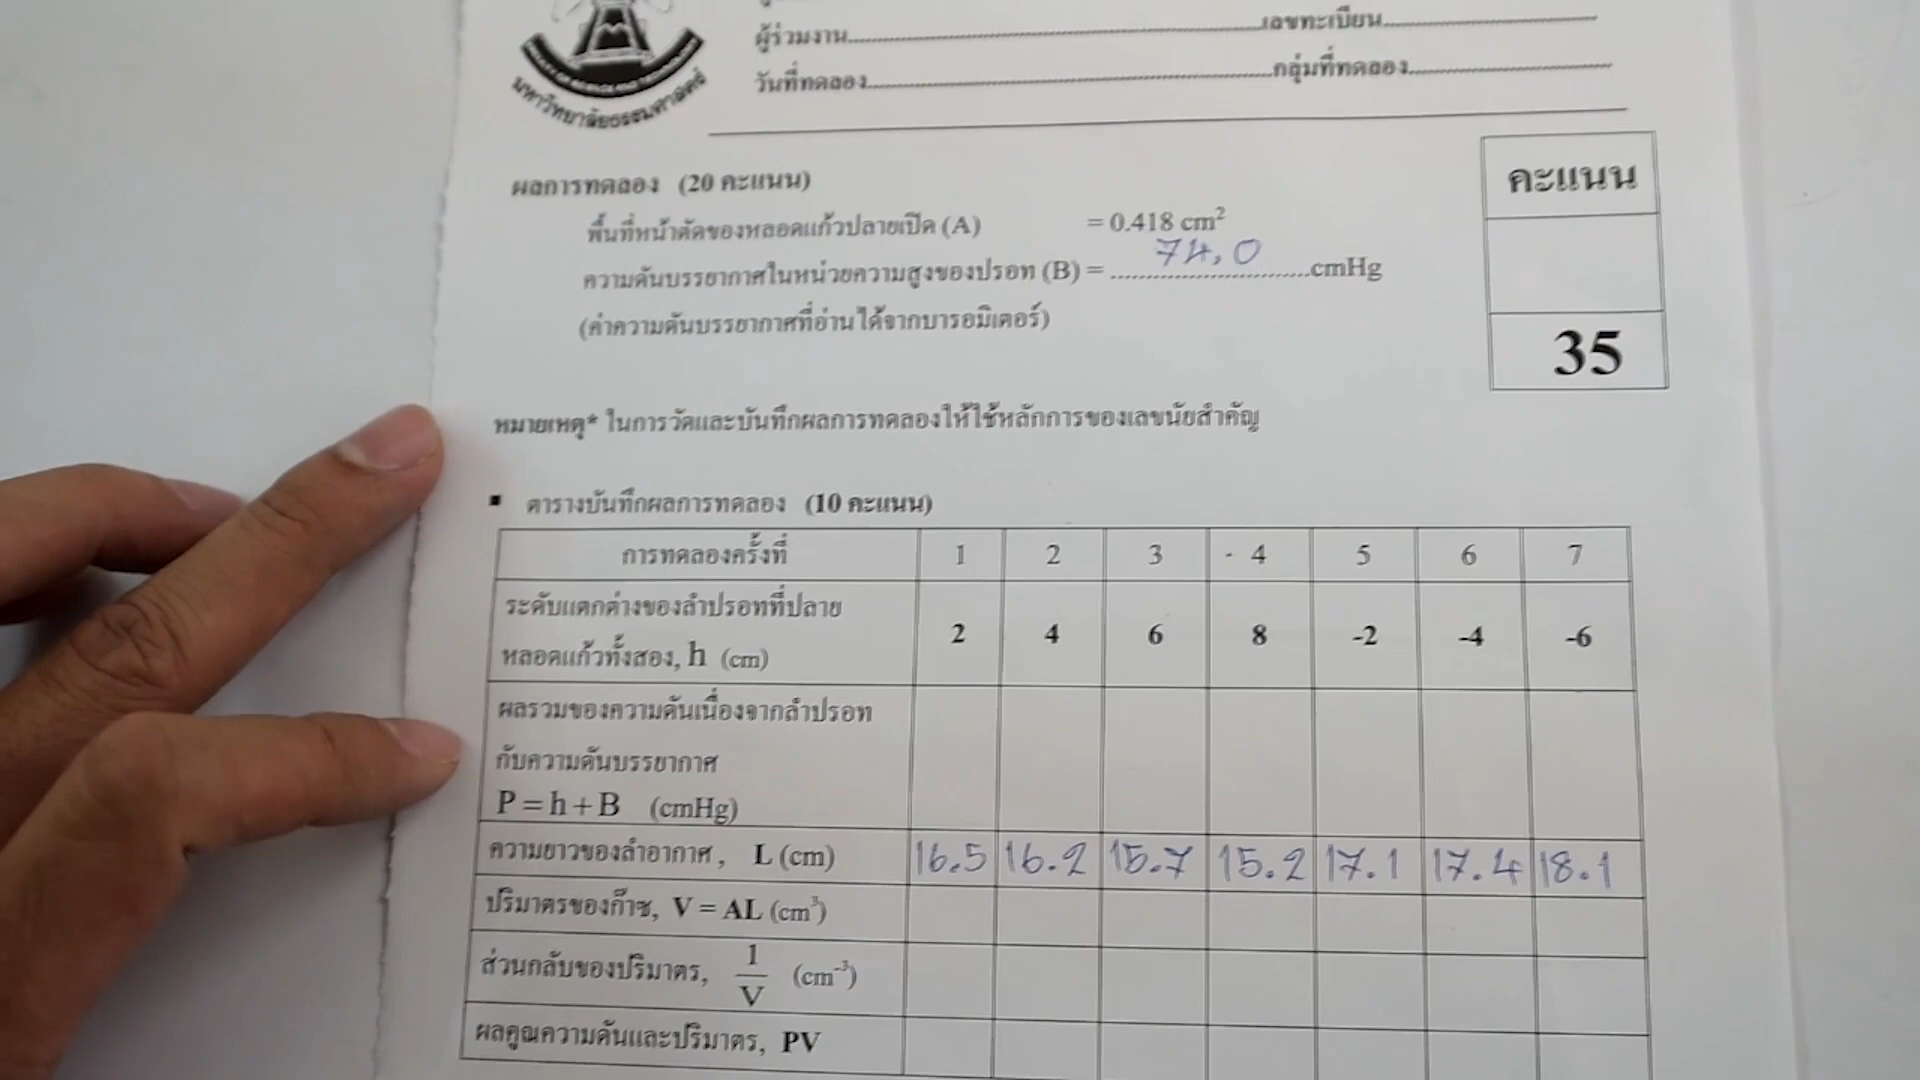 มหาวิทยาลัยธรรมศาสตร์
ผู้ร่วมงาน..........เลขทะเบียน..........
วันที่ทดลอง..........กลุ่มที่ทดลอง..........
คะแนน
35
ผลการทดลอง (20 คะแนน)
พื้นที่หน้าตัดของหลอดแก้วปลายเปิด (A) = 0.418 cm²
ความดันบรรยากาศในหน่วยความสูงของปรอท (B) = 74.0 cmHg
(ค่าความดันบรรยากาศที่อ่านได้จากบารอมิเตอร์)
หมายเหตุ* ในการวัดและบันทึกผลการทดลองให้ใช้หลักการของเลขนัยสำคัญ
▪ ตารางบันทึกผลการทดลอง (10 คะแนน)
การทดลองครั้งที่ 1 2 3 4 5 6 7
ระดับแตกต่างของลำปรอทที่ปลาย
หลอดแก้วทั้งสอง, h (cm) 2 4 6 8 -2 -4 -6
ผลรวมของความดันเนื่องจากลำปรอท
กับความดันบรรยากาศ
P = h + B (cmHg)
ความยาวของลำอากาศ, L (cm) 16.5 16.2 15.7 15.2 17.1 17.4 18.1
ปริมาตรของก๊าซ, V = AL (cm³)
ส่วนกลับของปริมาตร, 1/V (cm⁻³)
ผลคูณความดันและปริมาตร, PV